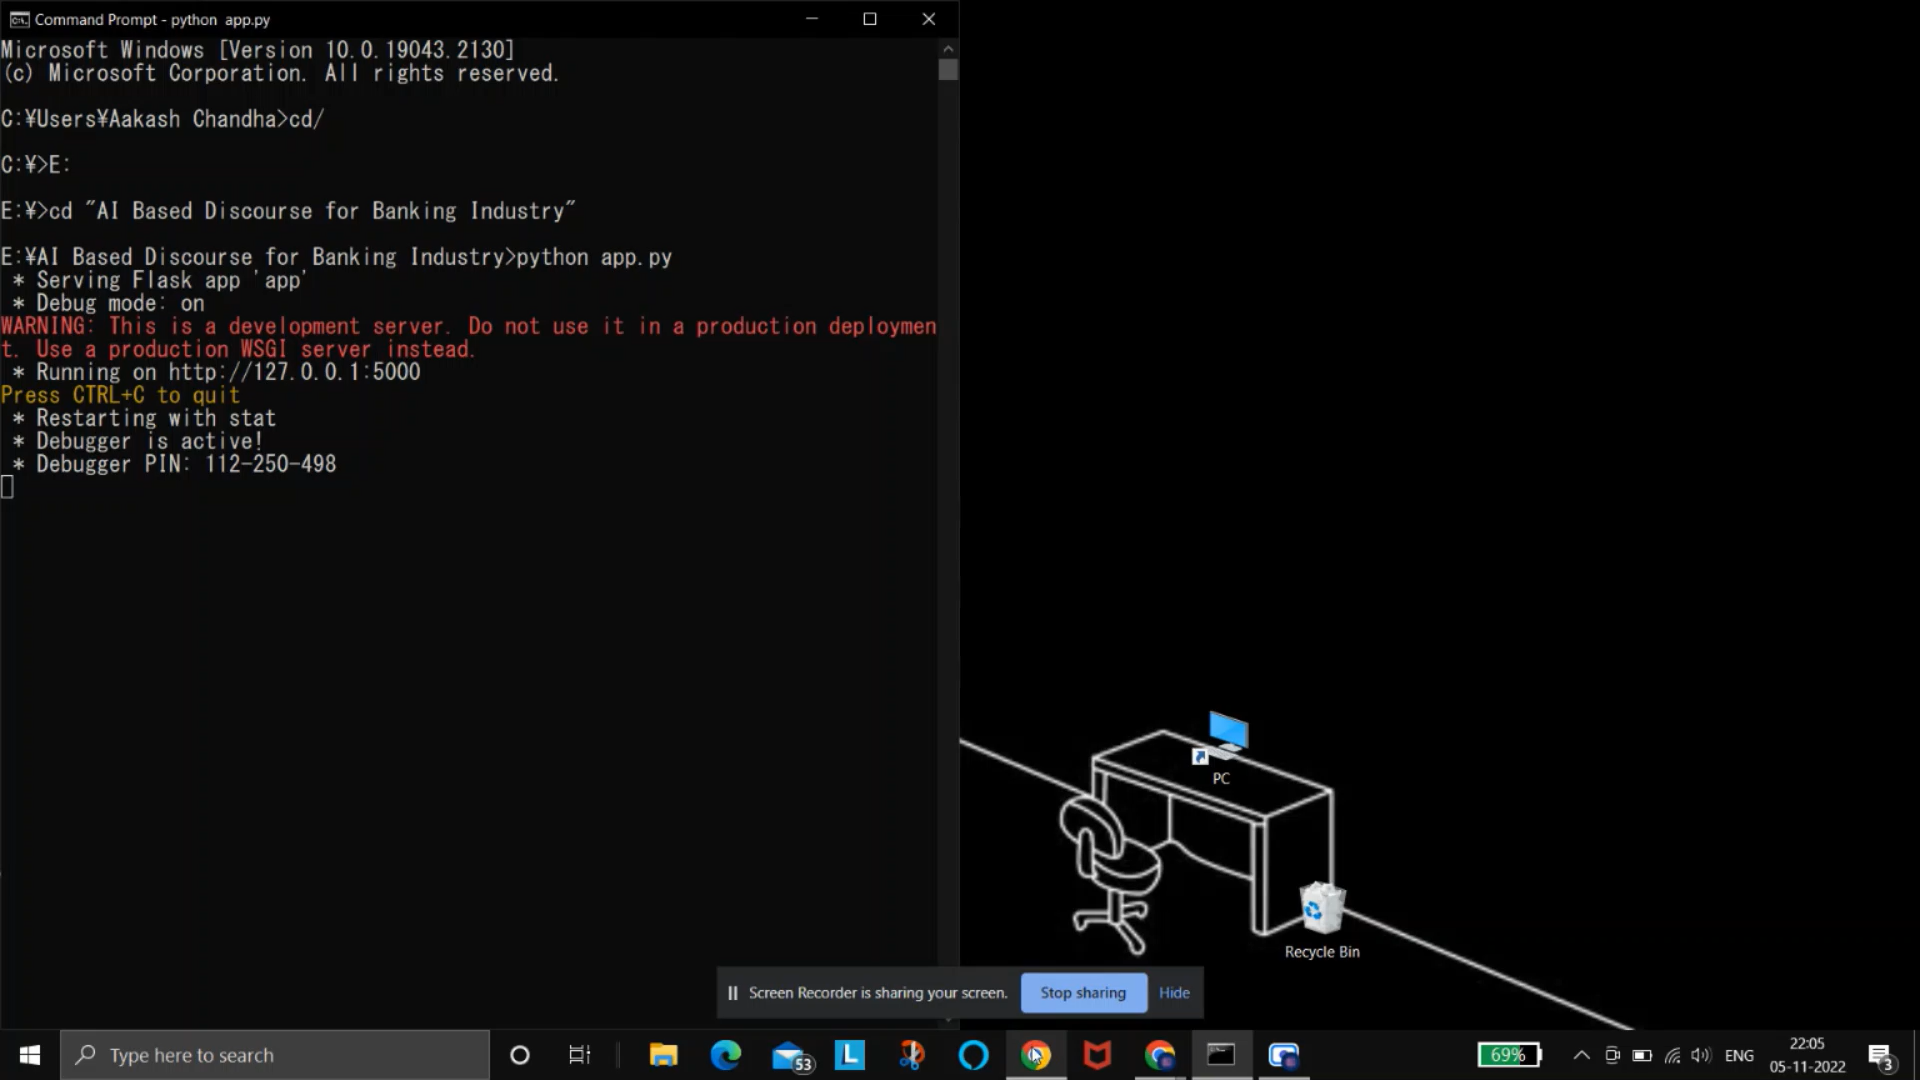 Command Prompt - python  app.py
Microsoft Windows [Version 10.0.19043.2130]
(c) Microsoft Corporation. All rights reserved.
C:¥Users¥Aakash Chandha>cd/
C:¥>E:
E:¥>cd "AI Based Discourse for Banking Industry"
E:¥AI Based Discourse for Banking Industry>python app.py
* Serving Flask app 'app'
* Debug mode: on
WARNING: This is a development server. Do not use it in a production deploymen
t. Use a production WSGI server instead.
* Running on http://127.0.0.1:5000
Press CTRL+C to quit
* Restarting with stat
* Debugger is active!
* Debugger PIN: 112-250-498
PC
Recycle Bin
Screen Recorder is sharing your screen.
Stop sharing
Hide
Type here to search
53
L
69%
ENG
22:05
05-11-2022
3